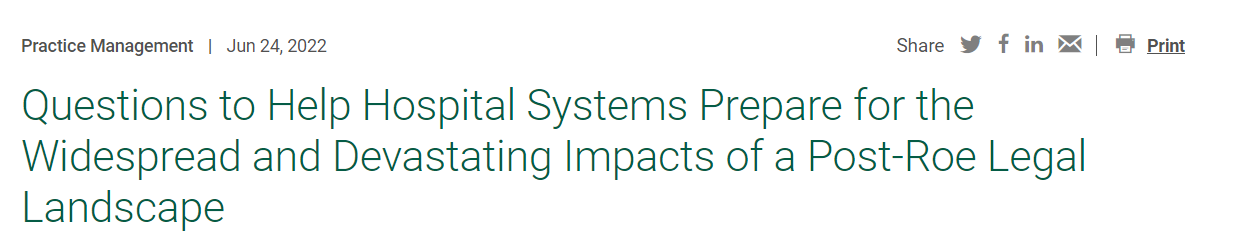 Practice Management | Jun 24, 2022 Share Print
Questions to Help Hospital Systems Prepare for the
Widespread and Devastating Impacts of a Post-Roe Legal
Landscape